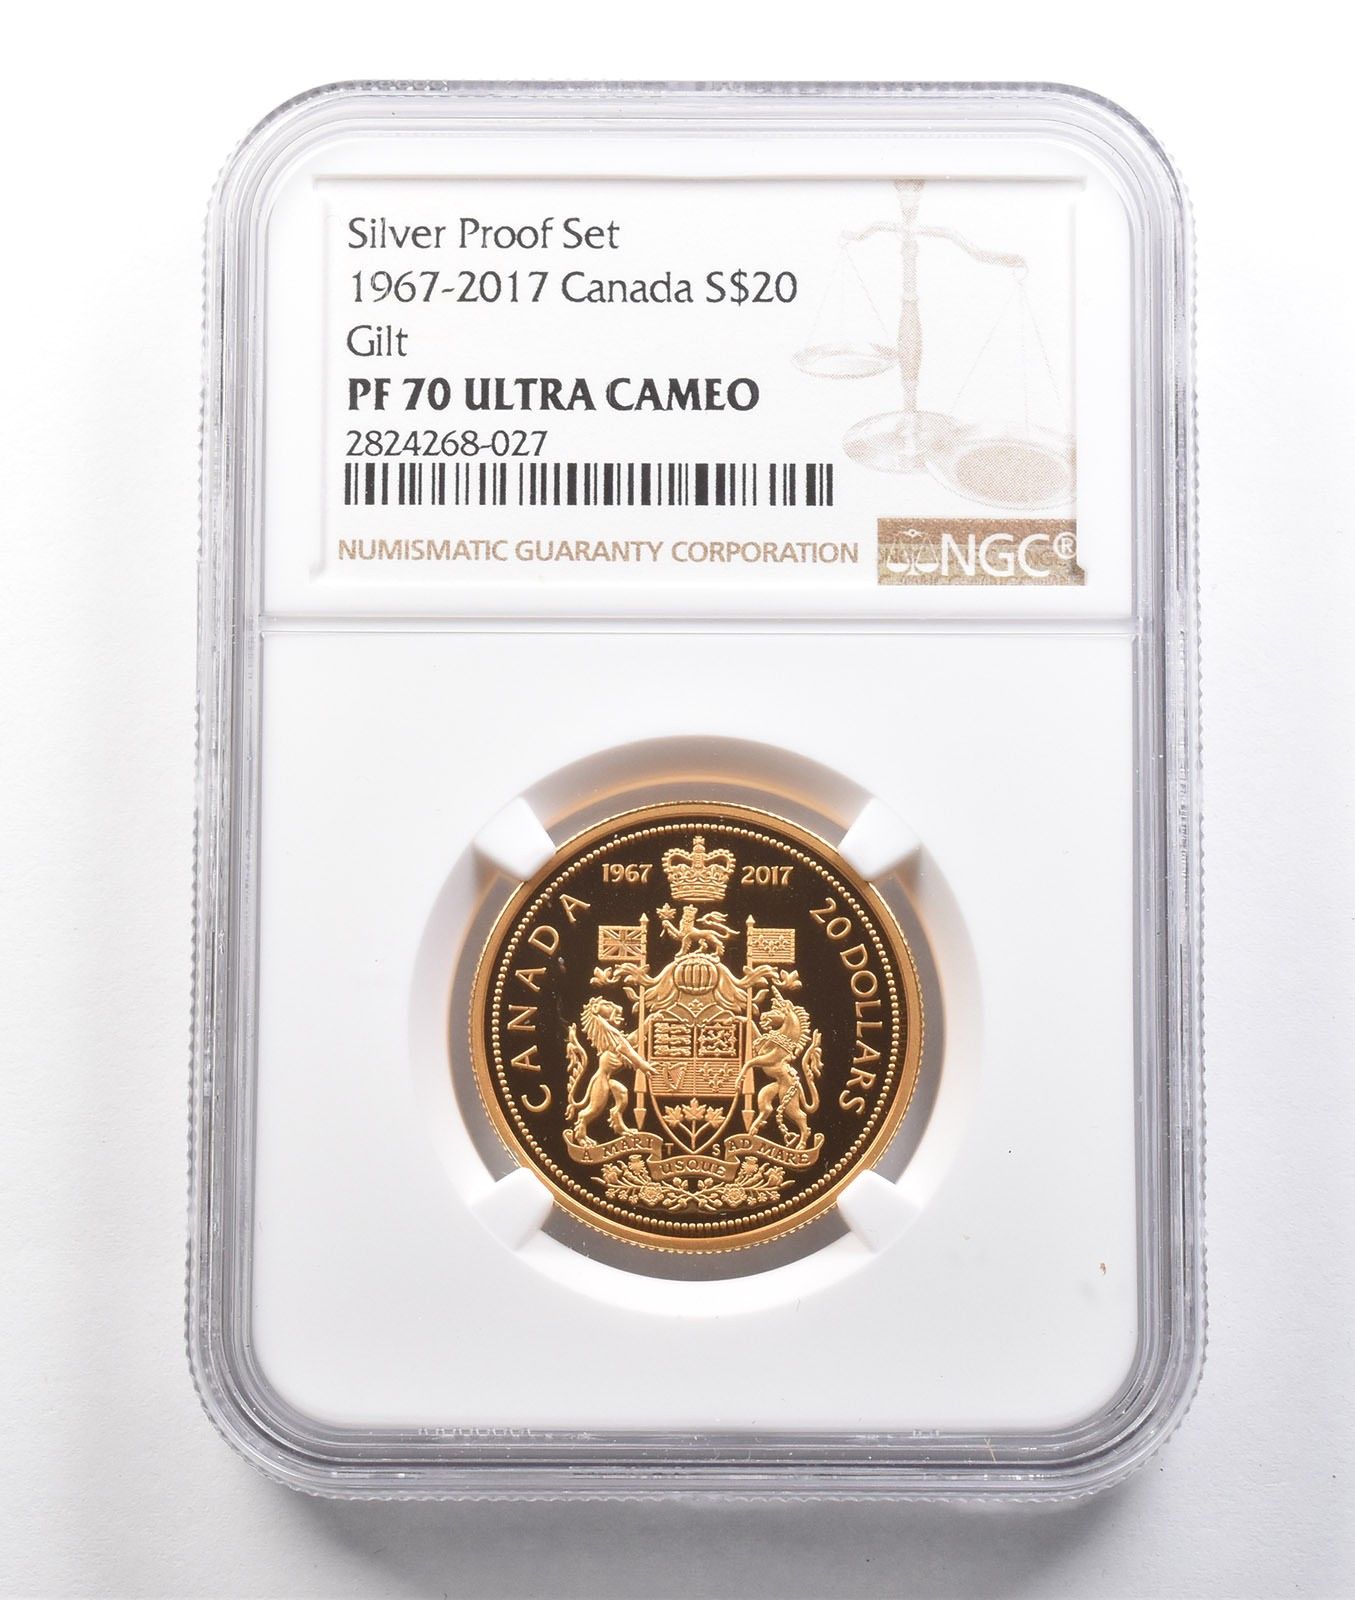 Silver Proof Set
1967-2017 Canada S$20
Gilt
PF 70 ULTRA CAMEO
2824268-027
NUMISMATIC GUARANTY CORPORATION NGC®
1967 2017
CANADA
20 DOLLARS
A MARI USQUE AD MARE